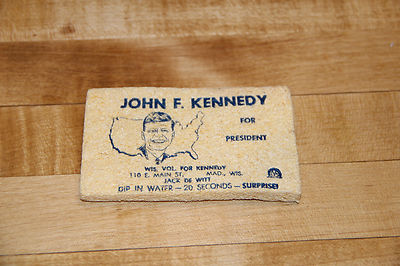 JOHN F. KENNEDY
FOR
PRESIDENT
WIS. VOL. FOR KENNEDY
110 E. MAIN ST. MAD., WIS.
JACK DE WITT
DIP IN WATER — 20 SECONDS — SURPRISE!